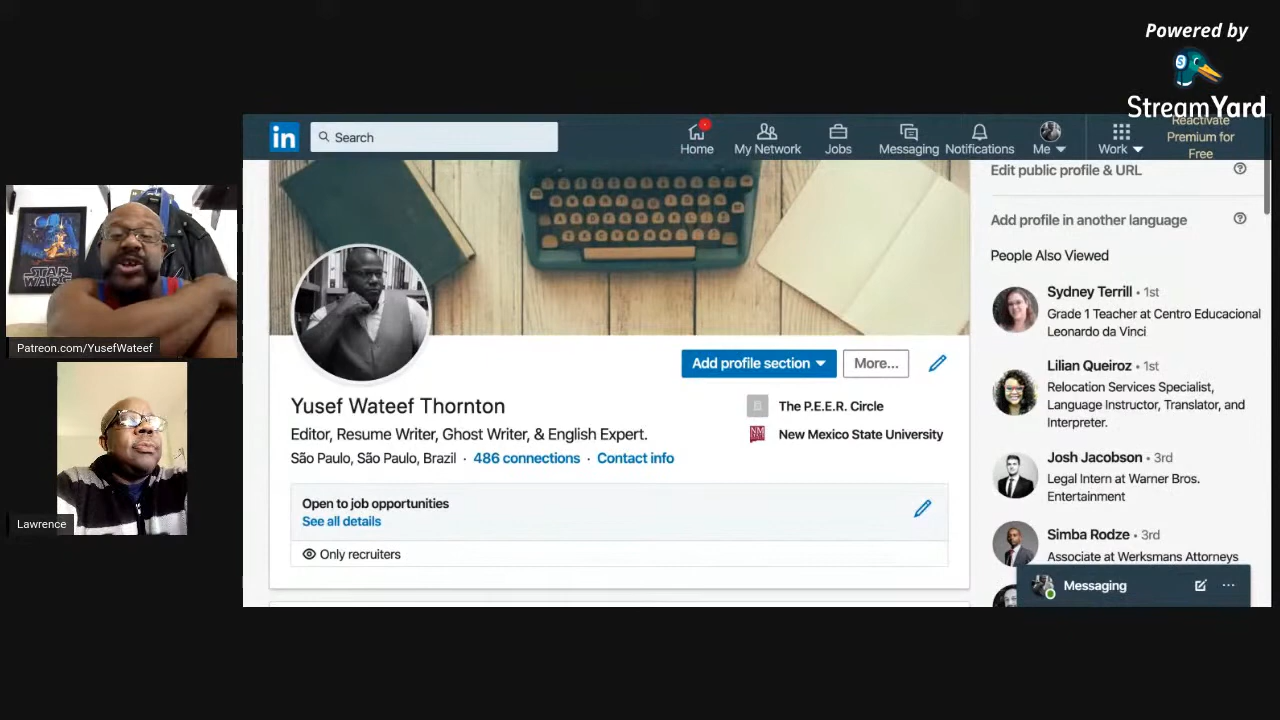 Powered by
StreamYard
in
Search
Home
My Network
Jobs
Messaging
Notifications
Me
Work
Reactivate
Premium for
Free
Edit public profile & URL
Add profile in another language
People Also Viewed
Sydney Terrill • 1st
Grade 1 Teacher at Centro Educacional
Leonardo da Vinci
Lilian Queiroz • 1st
Relocation Services Specialist,
Language Instructor, Translator, and
Interpreter.
Josh Jacobson • 3rd
Legal Intern at Warner Bros.
Entertainment
Simba Rodze • 3rd
Associate at Werksmans Attorneys
Messaging
Add profile section
More...
Yusef Wateef Thornton
Editor, Resume Writer, Ghost Writer, & English Expert.
São Paulo, São Paulo, Brazil · 486 connections · Contact info
The P.E.E.R. Circle
NM
New Mexico State University
Open to job opportunities
See all details
Only recruiters
STAR
WARS
Patreon.com/YusefWateef
Lawrence